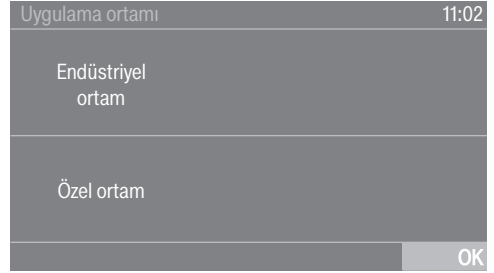 Uygulama ortamı 11:02
Endüstriyel
ortam
Özel ortam
OK